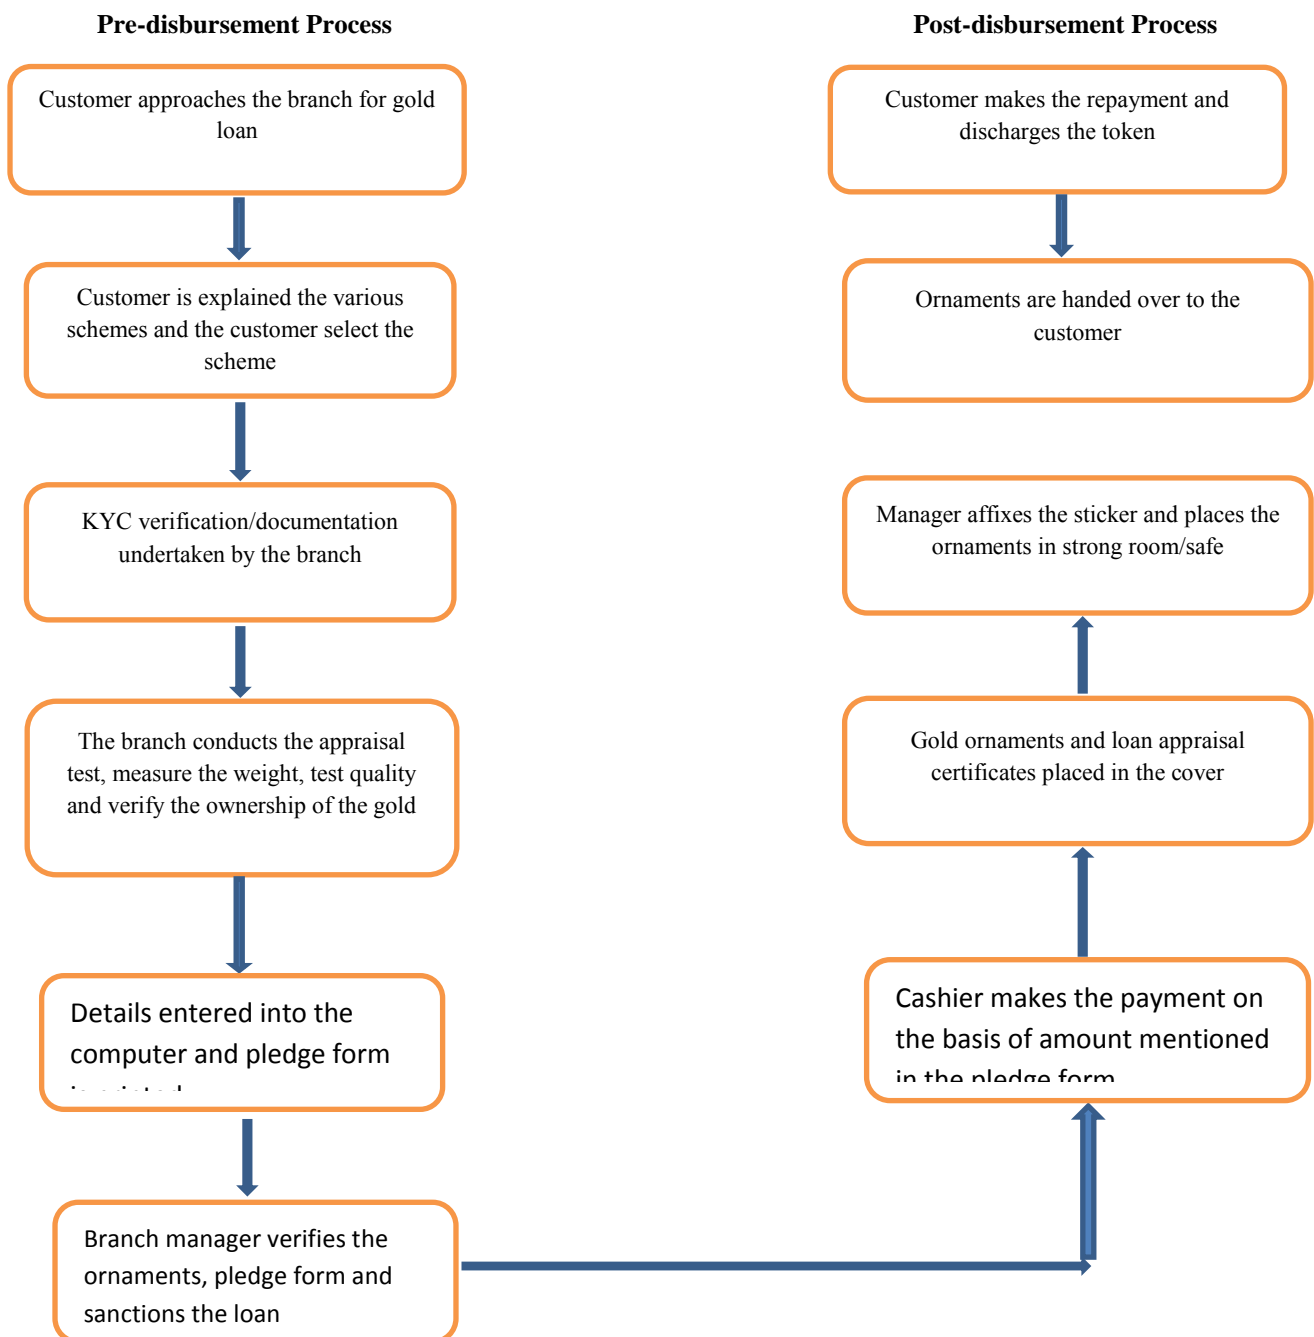 Pre-disbursement Process
Customer approaches the branch for gold
loan
Customer is explained the various
schemes and the customer select the
scheme
KYC verification/documentation
undertaken by the branch
The branch conducts the appraisal
test, measure the weight, test quality
and verify the ownership of the gold
Details entered into the
computer and pledge form
is printed
Branch manager verifies the
ornaments, pledge form and
sanctions the loan
Post-disbursement Process
Customer makes the repayment and
discharges the token
Ornaments are handed over to the
customer
Manager affixes the sticker and places the
ornaments in strong room/safe
Gold ornaments and loan appraisal
certificates placed in the cover
Cashier makes the payment on
the basis of amount mentioned
in the pledge form